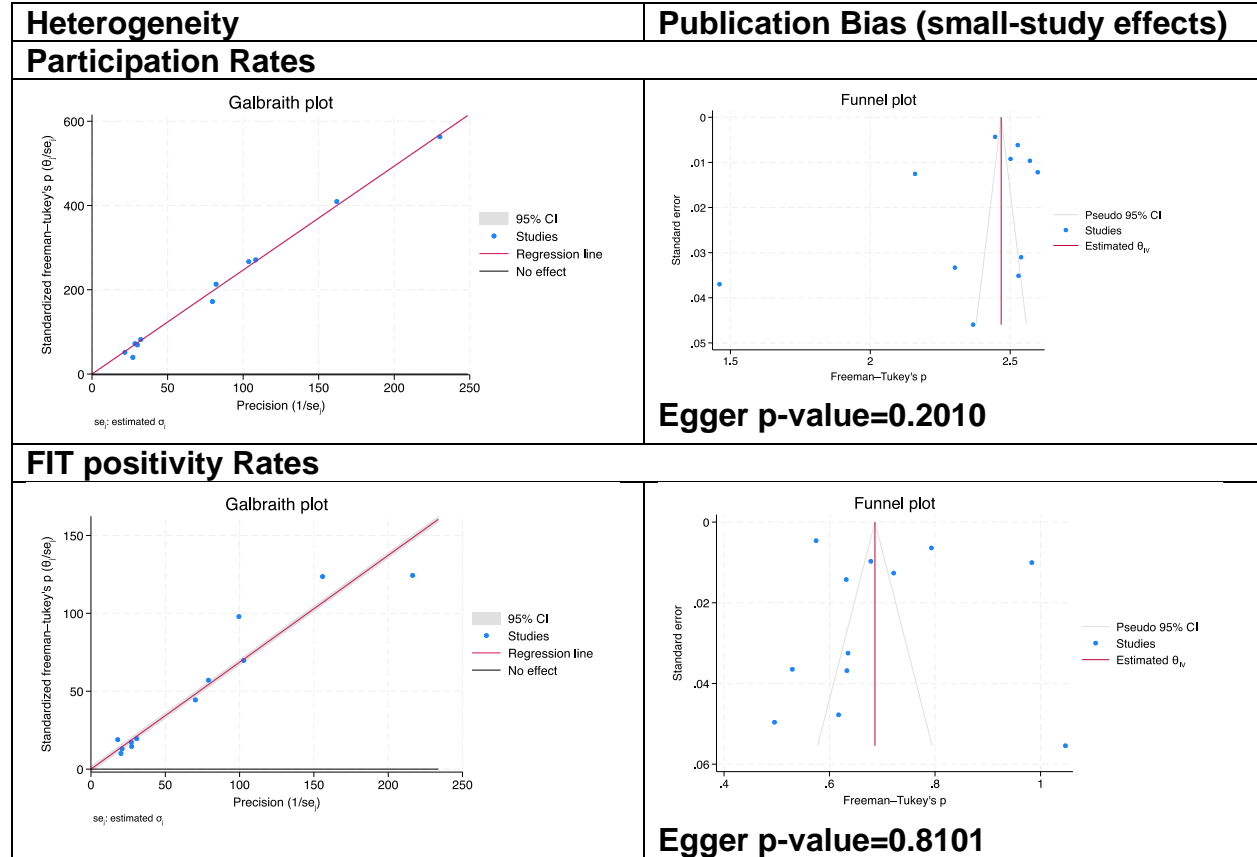 Heterogeneity
Publication Bias (small-study effects)
Participation Rates
Galbraith plot
Standardized freeman–tukey's p (θj/sej)
600
400
200
0
0 50 100 150 200 250
Precision (1/sej)
sej: estimated σj
95% CI
Studies
Regression line
No effect
Funnel plot
Standard error
0
.01
.02
.03
.04
.05
1.5 2 2.5
Freeman–Tukey's p
Pseudo 95% CI
Studies
Estimated θIV
Egger p-value=0.2010
FIT positivity Rates
Galbraith plot
Standardized freeman–tukey's p (θj/sej)
150
100
50
0
0 50 100 150 200 250
Precision (1/sej)
sej: estimated σj
95% CI
Studies
Regression line
No effect
Funnel plot
Standard error
0
.02
.04
.06
.4 .6 .8 1
Freeman–Tukey's p
Pseudo 95% CI
Studies
Estimated θIV
Egger p-value=0.8101